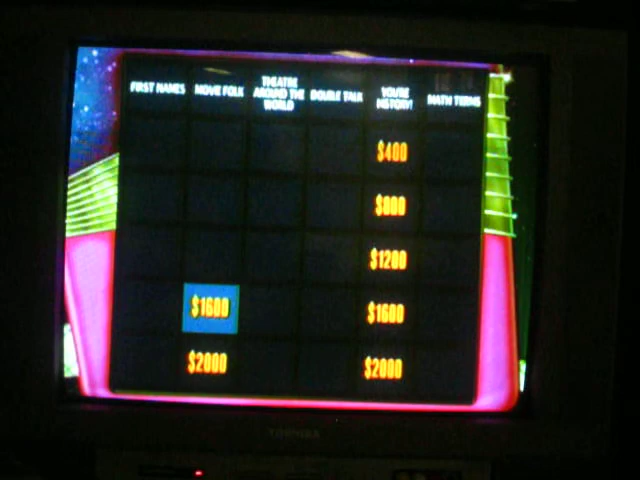 FIRST NAMES
MOVIE FOLK
THEATRE
AROUND THE
WORLD
DOUBLE TALK
YOU'RE
HISTORY!
MATH TERMS
$400
$800
$1200
$1600
$1600
$2000
$2000
TOSHIBA